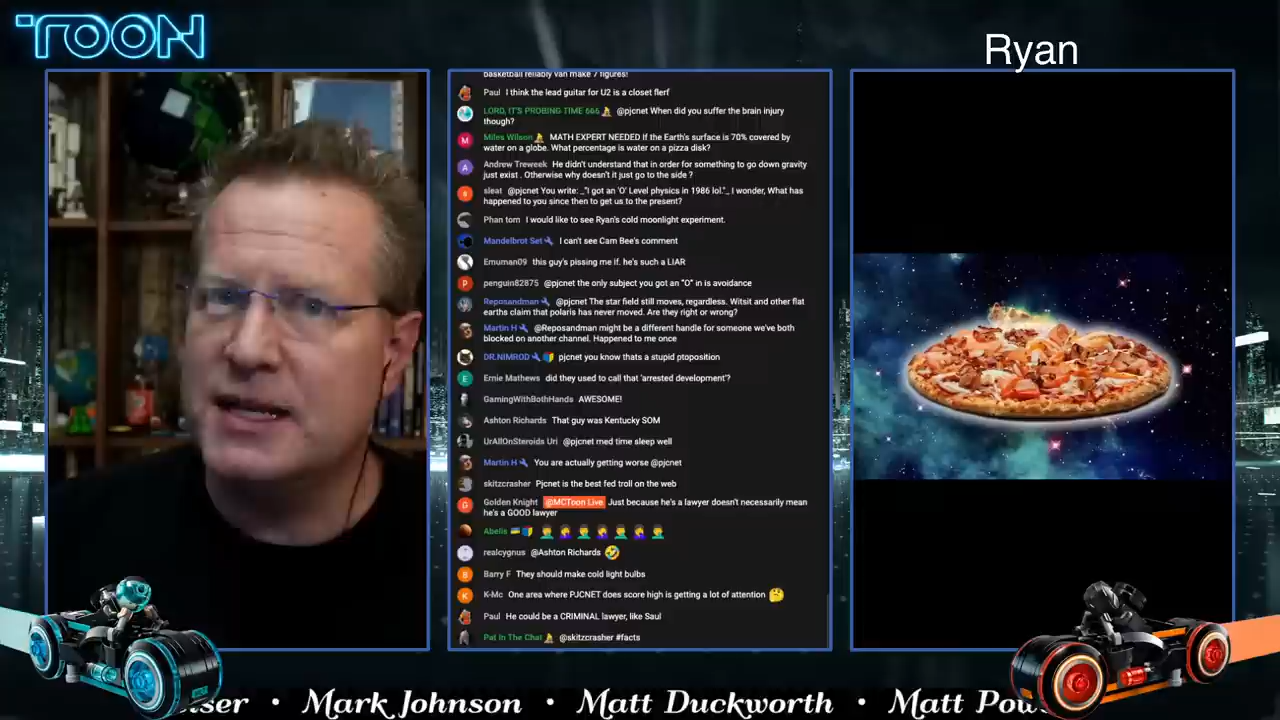 TOON
Ryan
basketball reliably van make 7 figures!
Paul I think the lead guitar for U2 is a closet flerf
LORD, IT'S PROBING TIME 666 @pjcnet When did you suffer the brain injury
though?
Miles Wilson MATH EXPERT NEEDED If the Earth's surface is 70% covered by
water on a globe. What percentage is water on a pizza disk?
Andrew Treweek He didn't understand that in order for something to go down gravity
just exist . Otherwise why doesn't it just go to the side ?
sleat @pjcnet You write: _"I got an 'O' Level physics in 1986 lol."_ I wonder, What has
happened to you since then to get us to the present?
Phan tom I would like to see Ryan's cold moonlight experiment.
Mandelbrot Set I can't see Cam Bee's comment
Emuman09 this guy's pissing me if. he's such a LIAR
penguin82875 @pjcnet the only subject you got an "O" in is avoidance
Reposandman @pjcnet The star field still moves, regardless. Witsit and other flat
earths claim that polaris has never moved. Are they right or wrong?
Martin H @Reposandman might be a different handle for someone we've both
blocked on another channel. Happened to me once
DR.NIMROD pjcnet you know thats a stupid ptoposition
Ernie Mathews did they used to call that 'arrested development'?
GamingWithBothHands AWESOME!
Ashton Richards That guy was Kentucky SOM
UrAllOnSteroids Uri @pjcnet med time sleep well
Martin H You are actually getting worse @pjcnet
skitzcrasher Pjcnet is the best fed troll on the web
Golden Knight @MCToon Live Just because he's a lawyer doesn't necessarily mean
he's a GOOD lawyer
Abelis
realcygnus @Ashton Richards
Barry F They should make cold light bulbs
K-Mc One area where PJCNET does score high is getting a lot of attention
Paul He could be a CRIMINAL lawyer, like Saul
Pat In The Chat @skitzcrasher #facts
Mark Johnson • Matt Duckworth • Matt